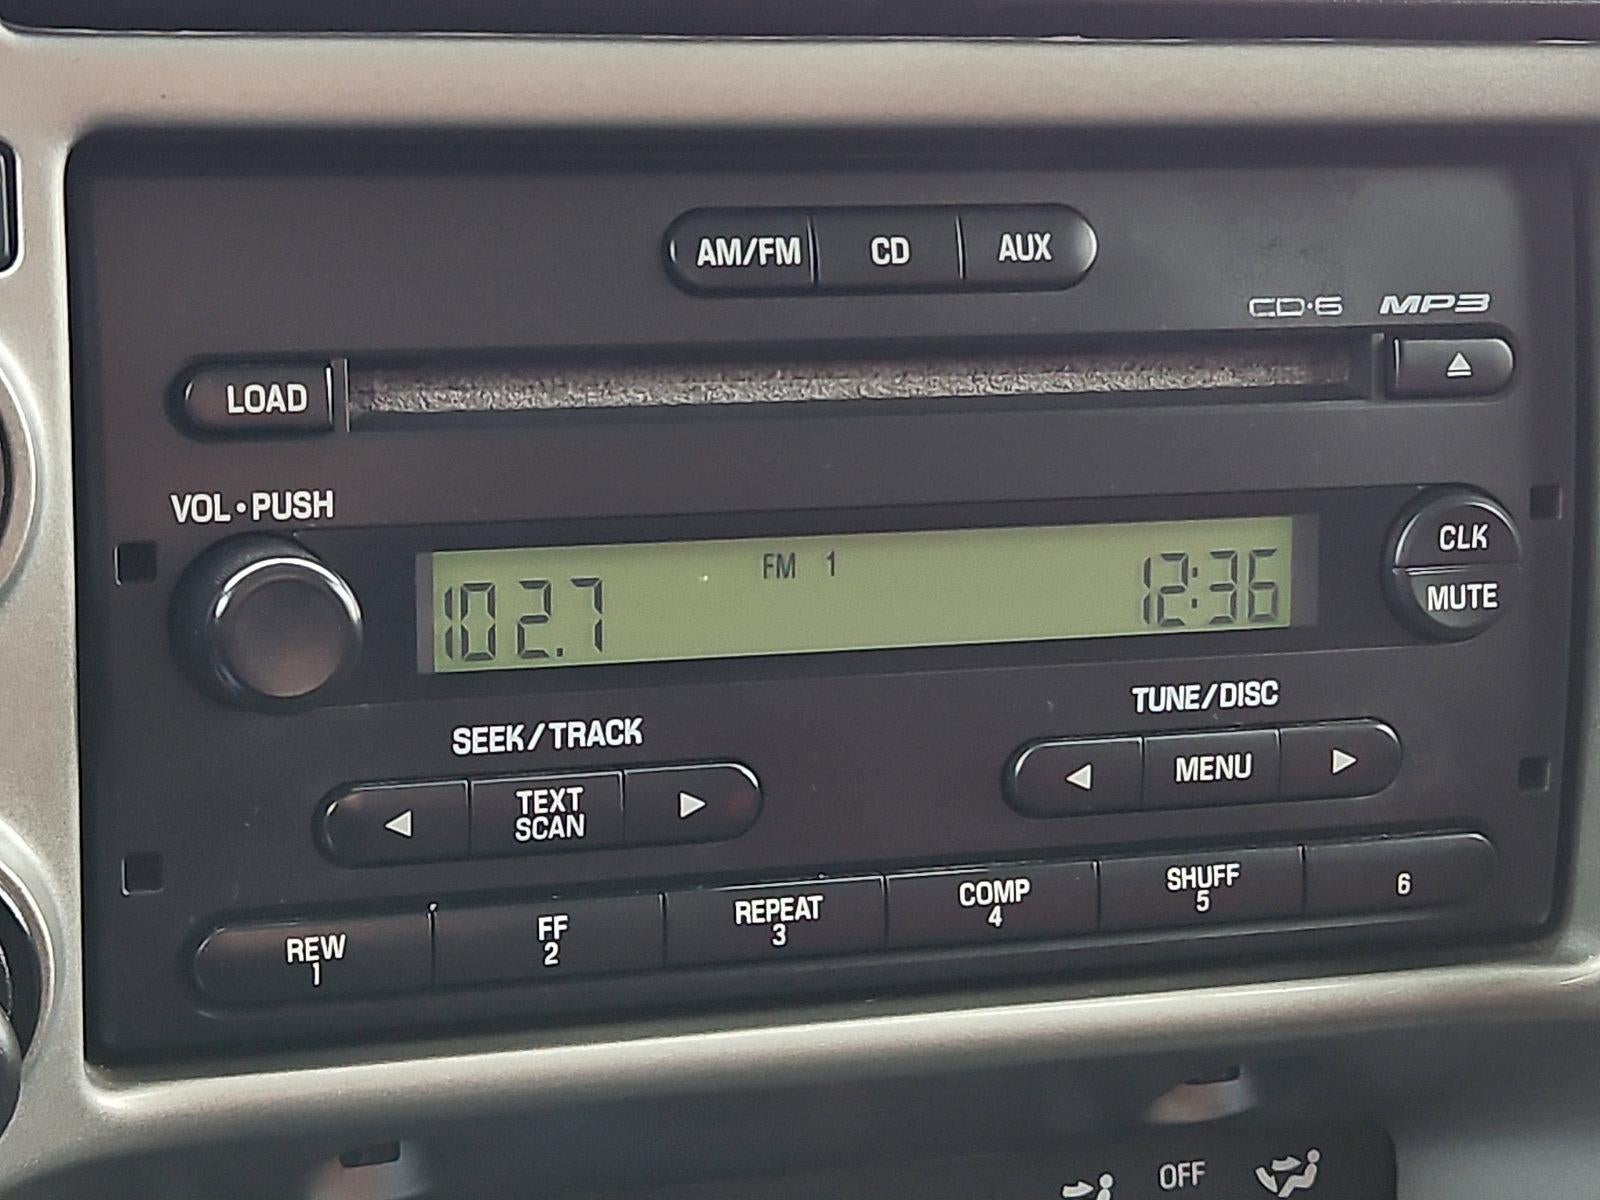 AM/FM CD AUX
CD·6 MP3
LOAD
VOL•PUSH
CLK
FM 1
102.7 12:36
MUTE
SEEK/TRACK TUNE/DISC
TEXT
SCAN
MENU
REW
1
FF
2
REPEAT
3
COMP
4
SHUFF
5
6
OFF